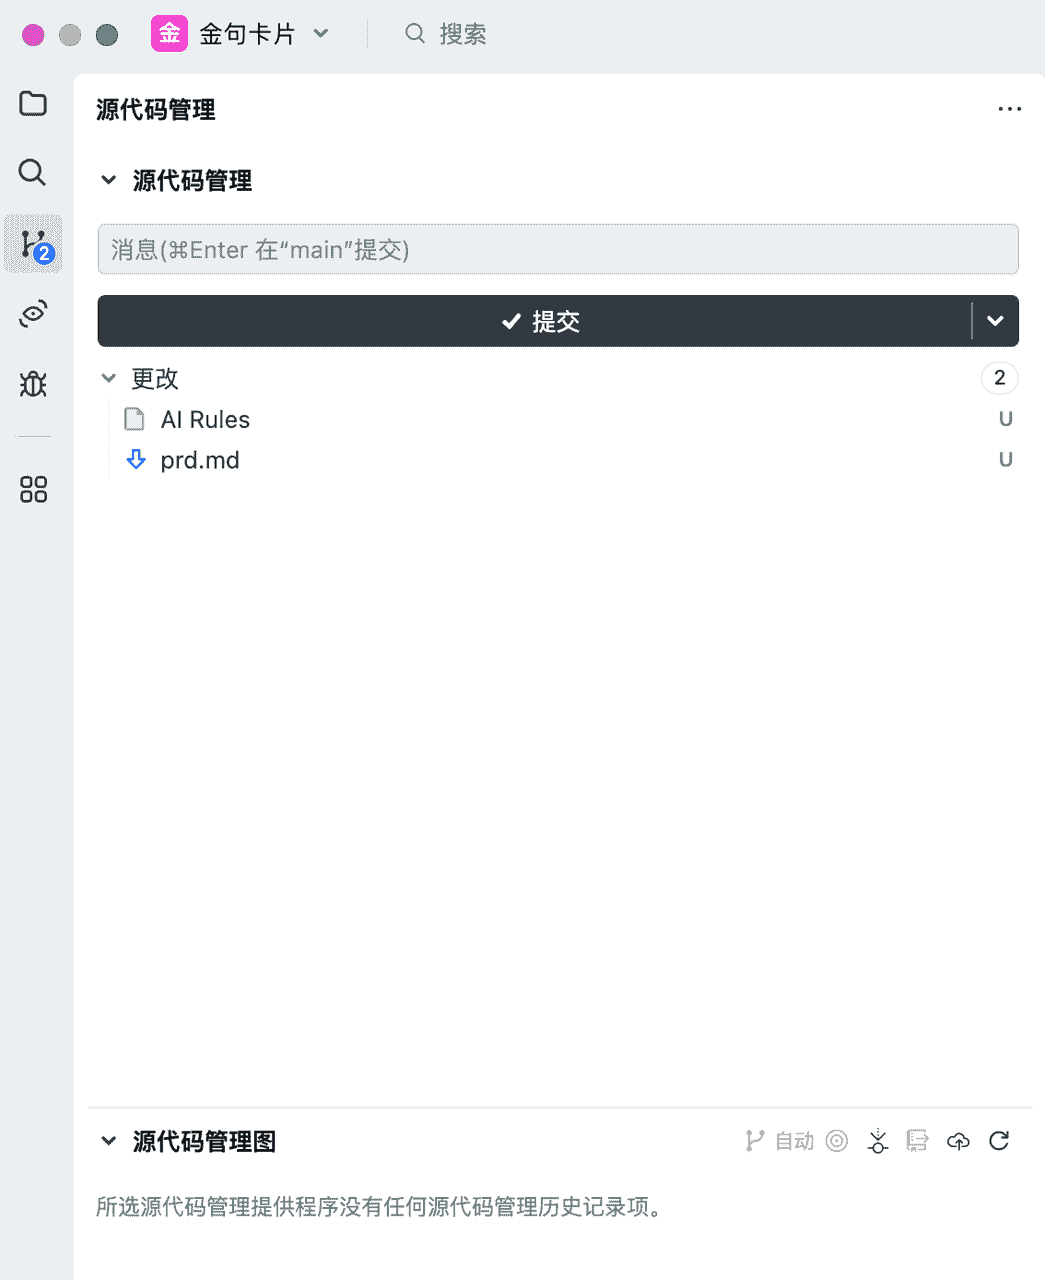 金 金句卡片 搜索
源代码管理
源代码管理
消息(⌘Enter 在“main”提交)
提交
更改 2
AI Rules U
prd.md U
2
源代码管理图 自动
所选源代码管理提供程序没有任何源代码管理历史记录项。